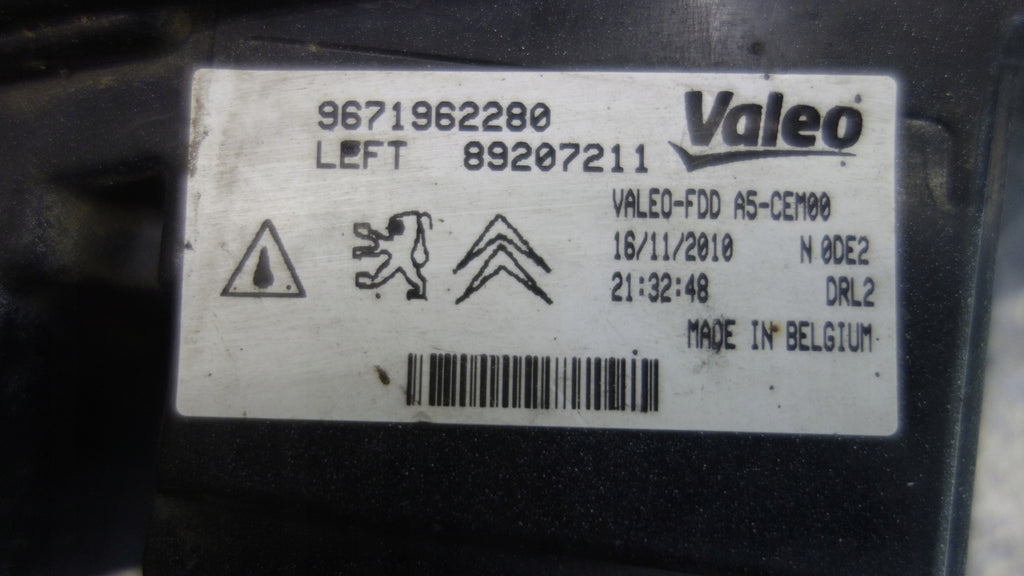 9671962280
LEFT 89207211
Valeo
VALEO-FDD A5-CEM00
16/11/2010 N 0DE2
21:32:48 DRL2
MADE IN BELGIUM